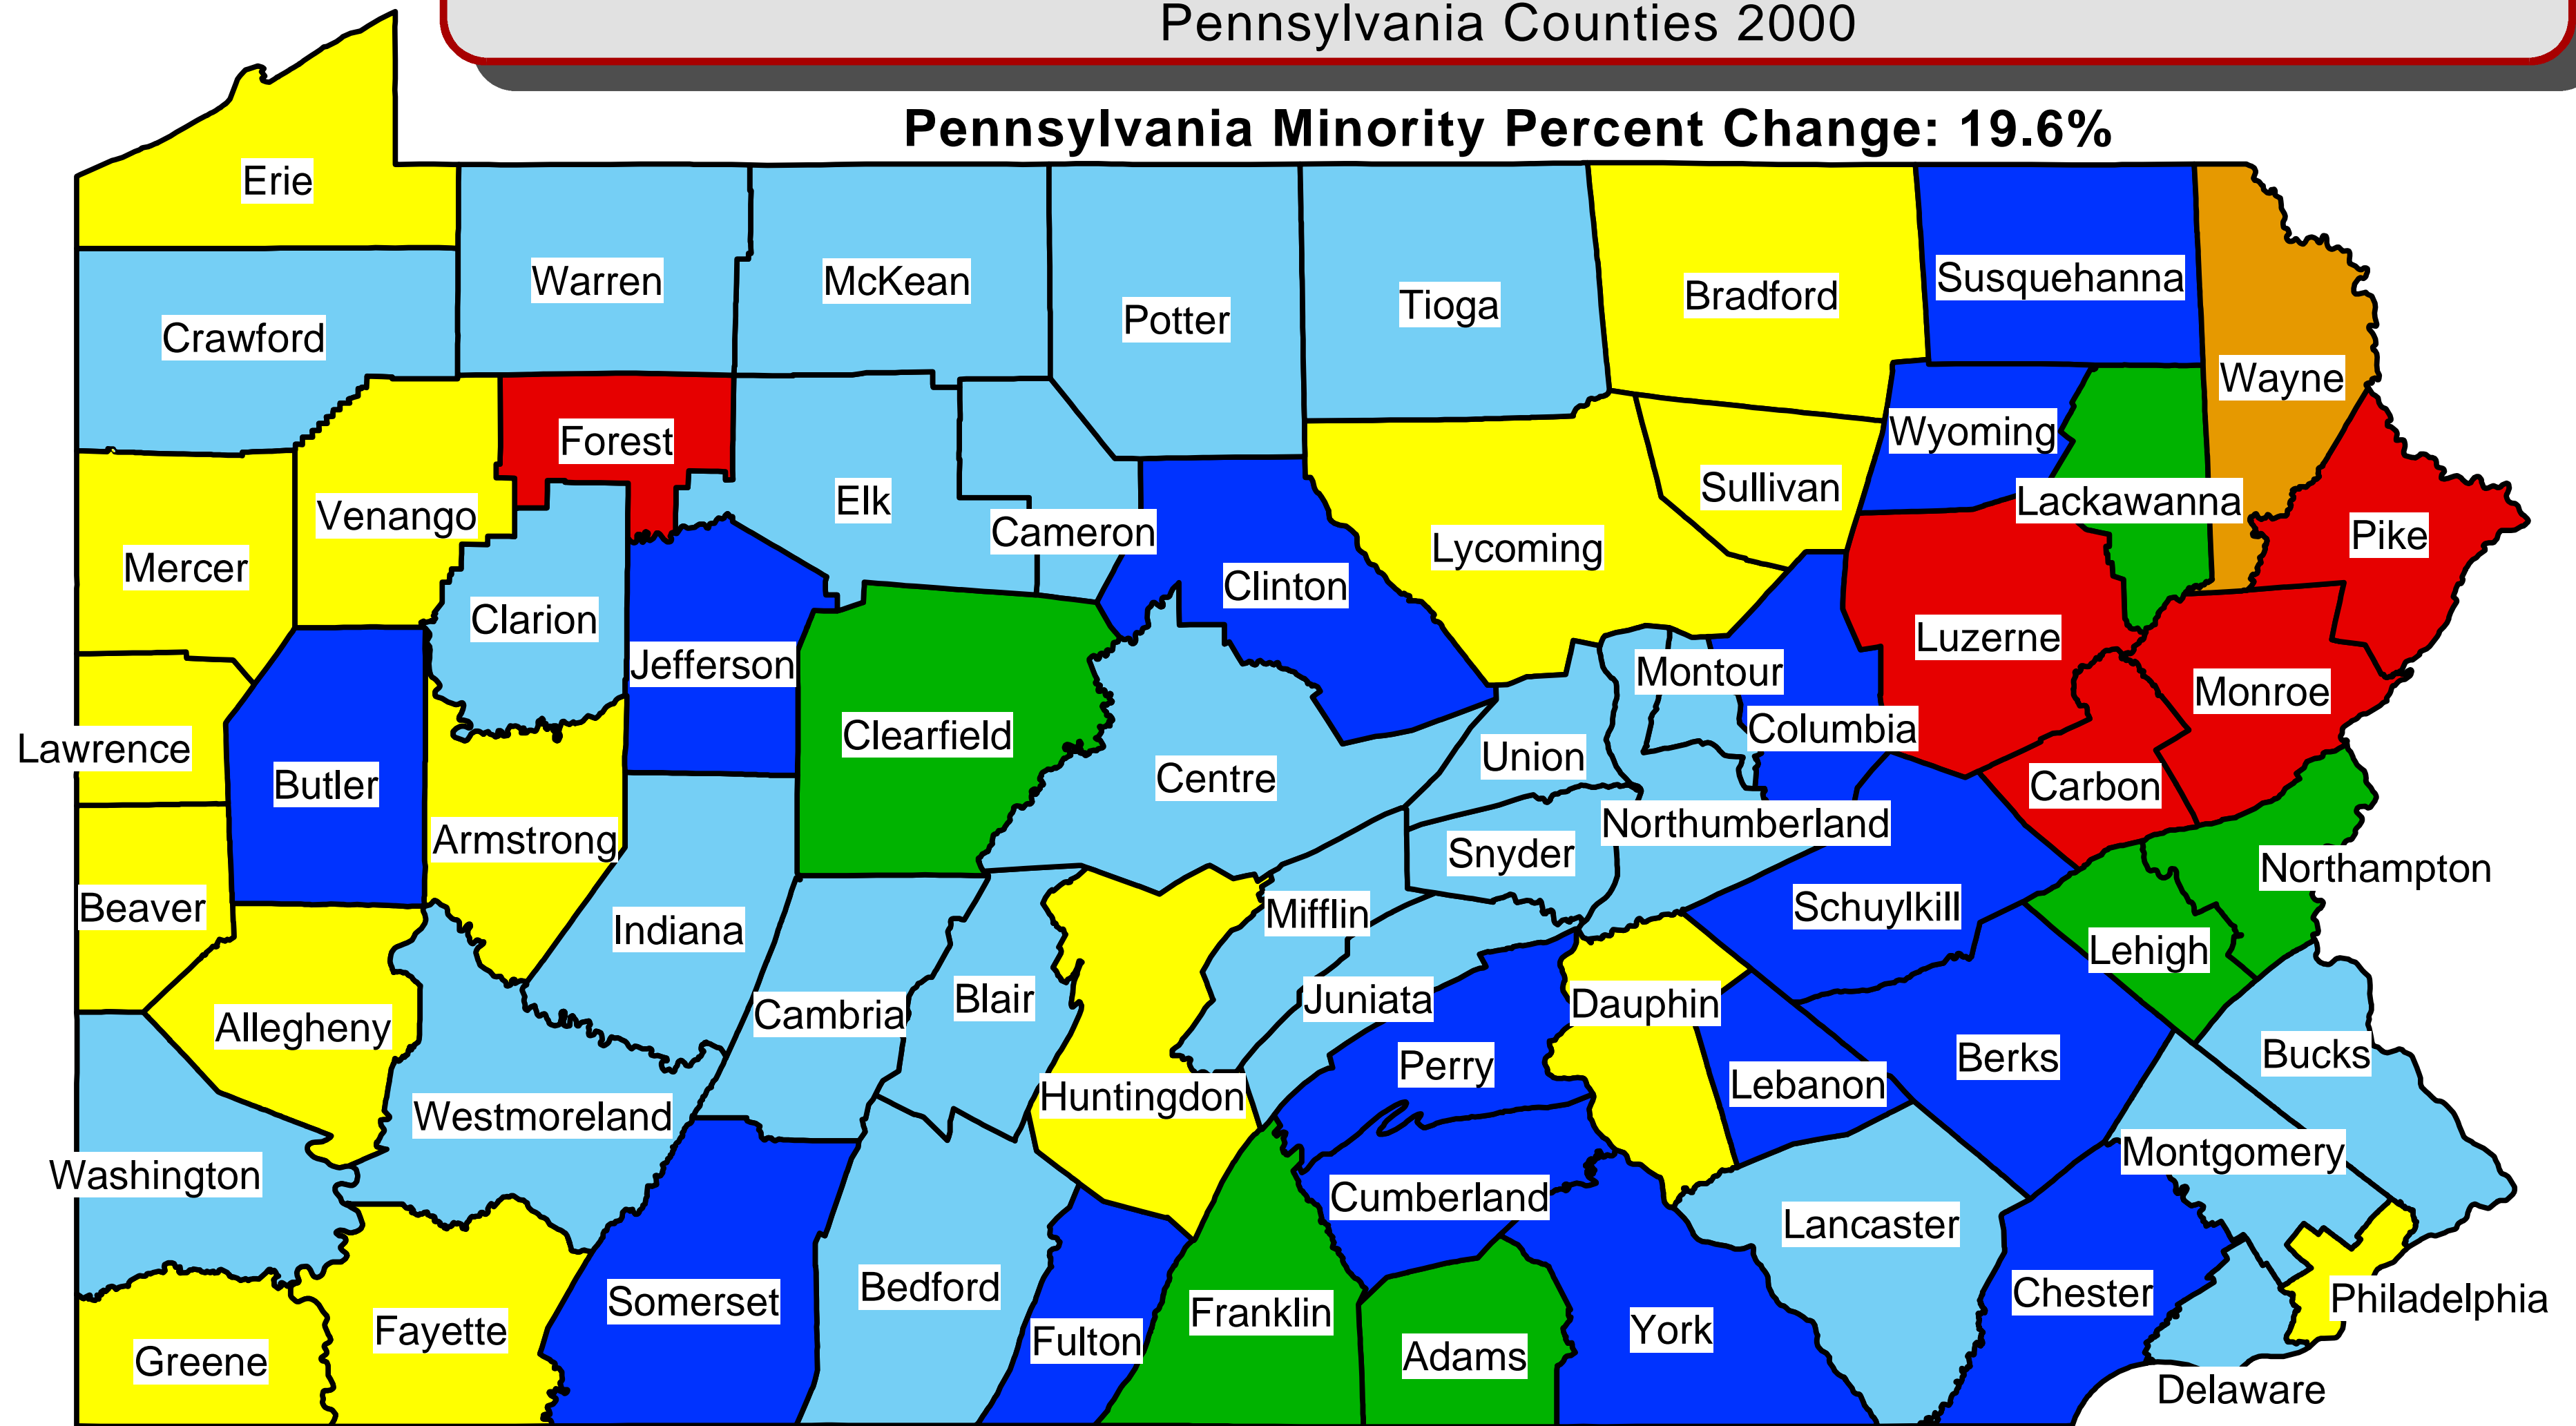 Pennsylvania Counties 2000
Pennsylvania Minority Percent Change: 19.6%
Erie
Warren
McKean
Potter
Tioga
Bradford
Susquehanna
Wayne
Crawford
Forest
Wyoming
Venango
Elk
Cameron
Sullivan
Lackawanna
Pike
Mercer
Lycoming
Clarion
Clinton
Luzerne
Jefferson
Montour
Monroe
Lawrence
Clearfield
Columbia
Butler
Centre
Union
Carbon
Armstrong
Northumberland
Snyder
Northampton
Beaver
Indiana
Mifflin
Schuylkill
Lehigh
Allegheny
Cambria
Blair
Juniata
Dauphin
Westmoreland
Huntingdon
Perry
Lebanon
Berks
Bucks
Washington
Cumberland
Montgomery
Lancaster
Somerset
Bedford
Franklin
Chester
Philadelphia
Greene
Fayette
Fulton
Adams
York
Delaware